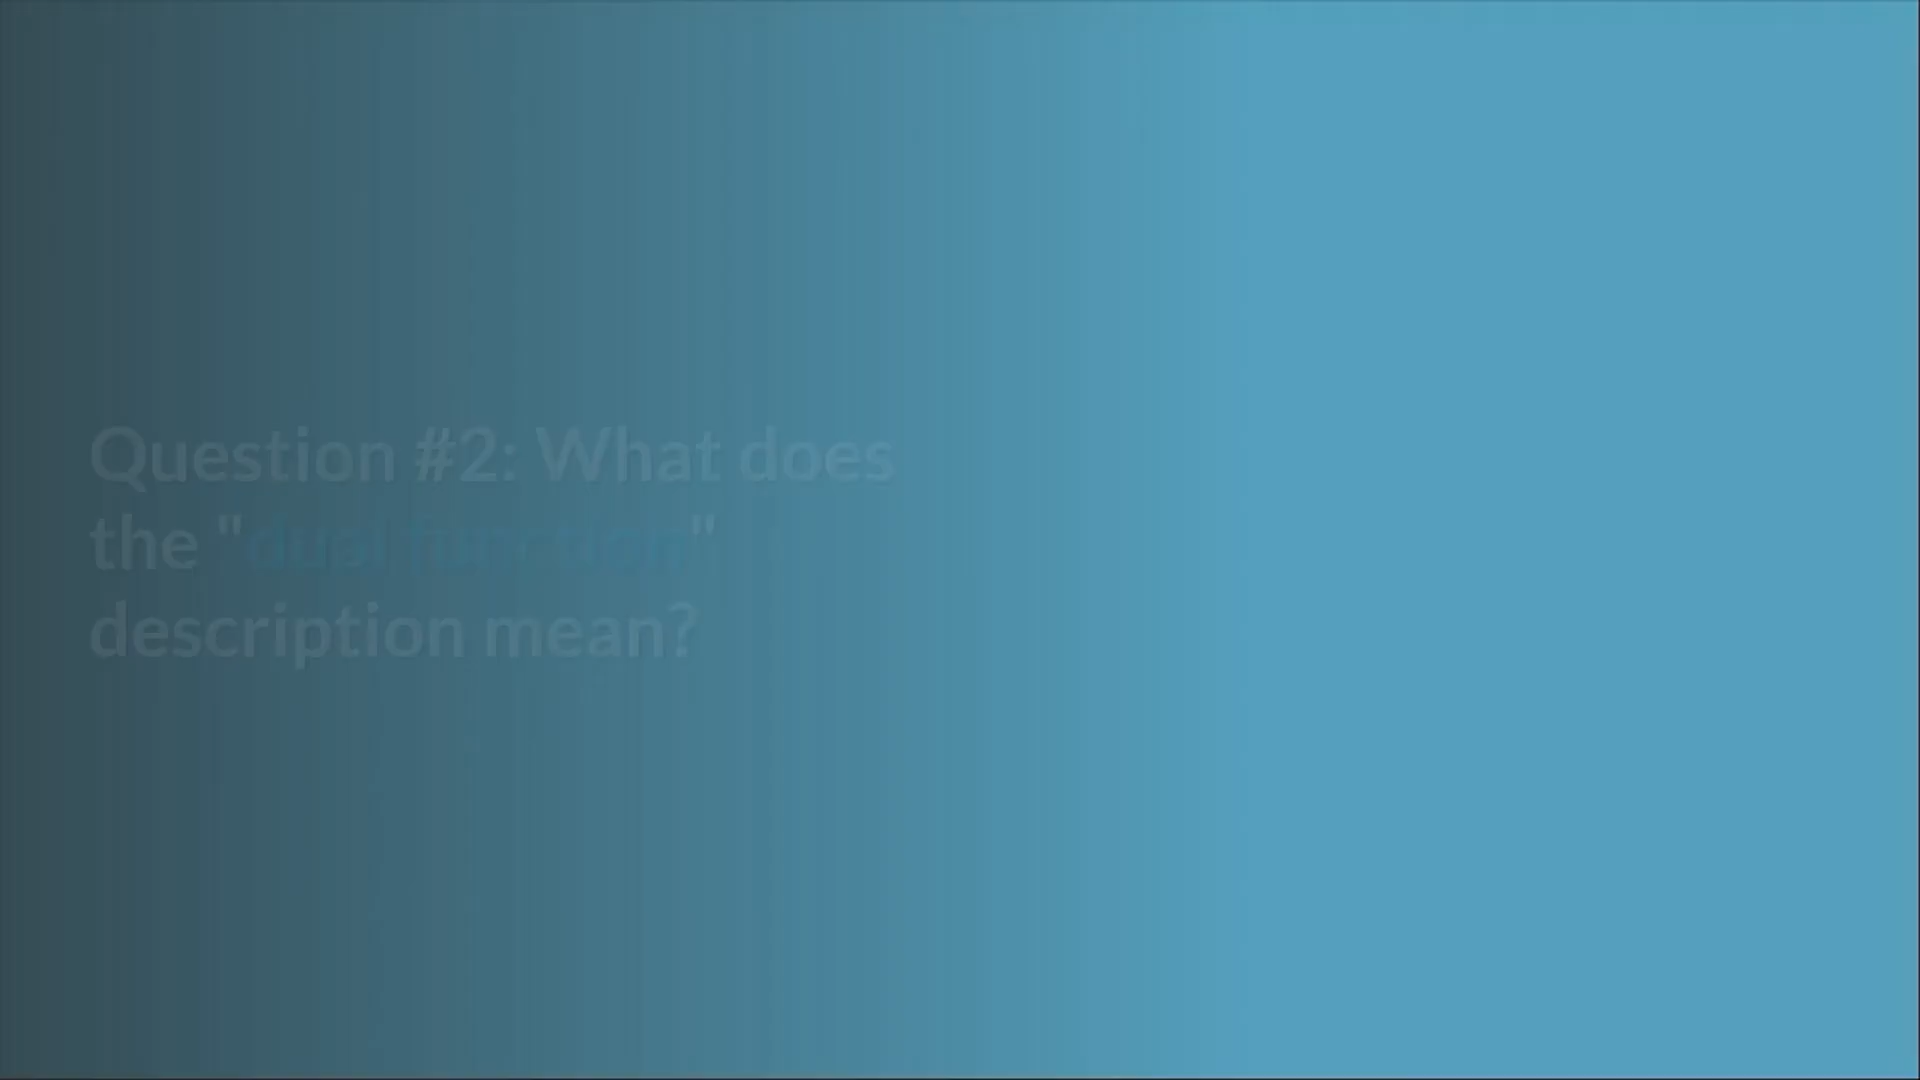 Question #2: What does
the "dual function"
description mean?